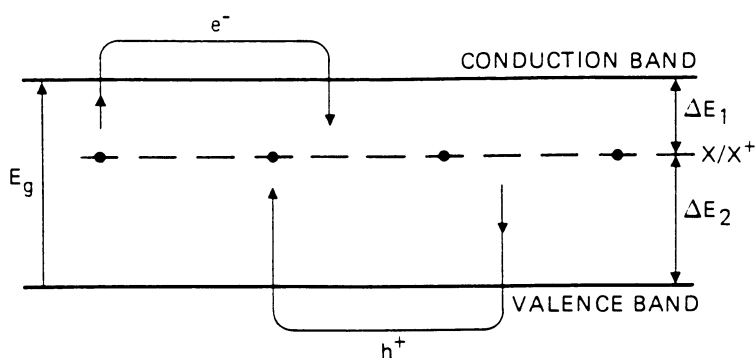 e⁻
CONDUCTION BAND
ΔE₁
X/X⁺
E_g
ΔE₂
VALENCE BAND
h⁺